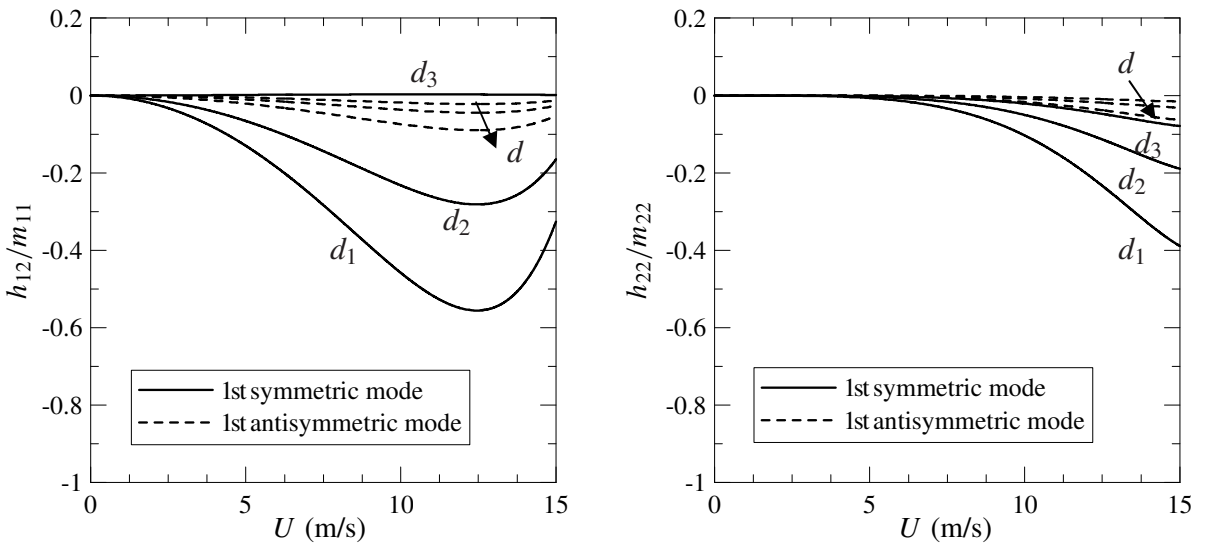 0.2
0
-0.2
-0.4
-0.6
-0.8
-1
h12/m11
d3
d
d2
d1
1st symmetric mode
1st antisymmetric mode
0 5 10 15
U (m/s)
0.2
0
-0.2
-0.4
-0.6
-0.8
-1
h22/m22
d
d3
d2
d1
1st symmetric mode
1st antisymmetric mode
0 5 10 15
U (m/s)